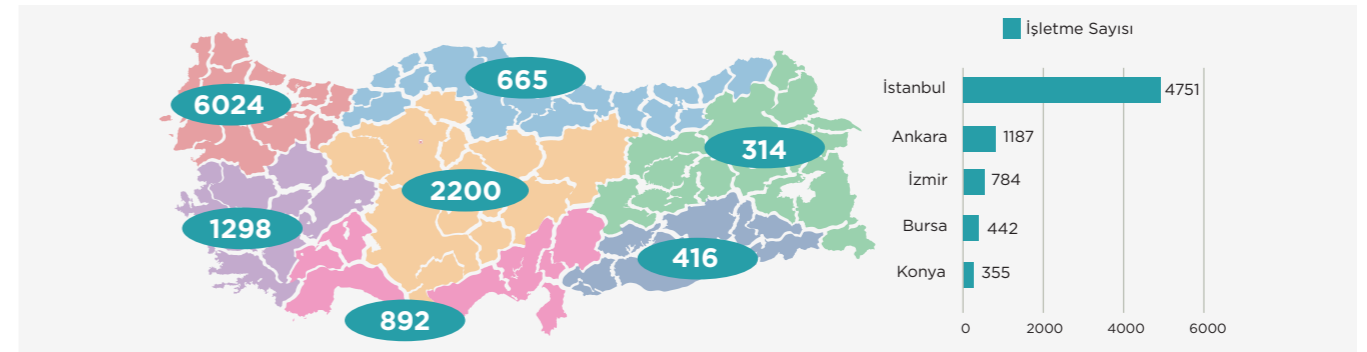 6024
665
314
2200
1298
416
892
İşletme Sayısı
İstanbul 4751
Ankara 1187
İzmir 784
Bursa 442
Konya 355
0 2000 4000 6000